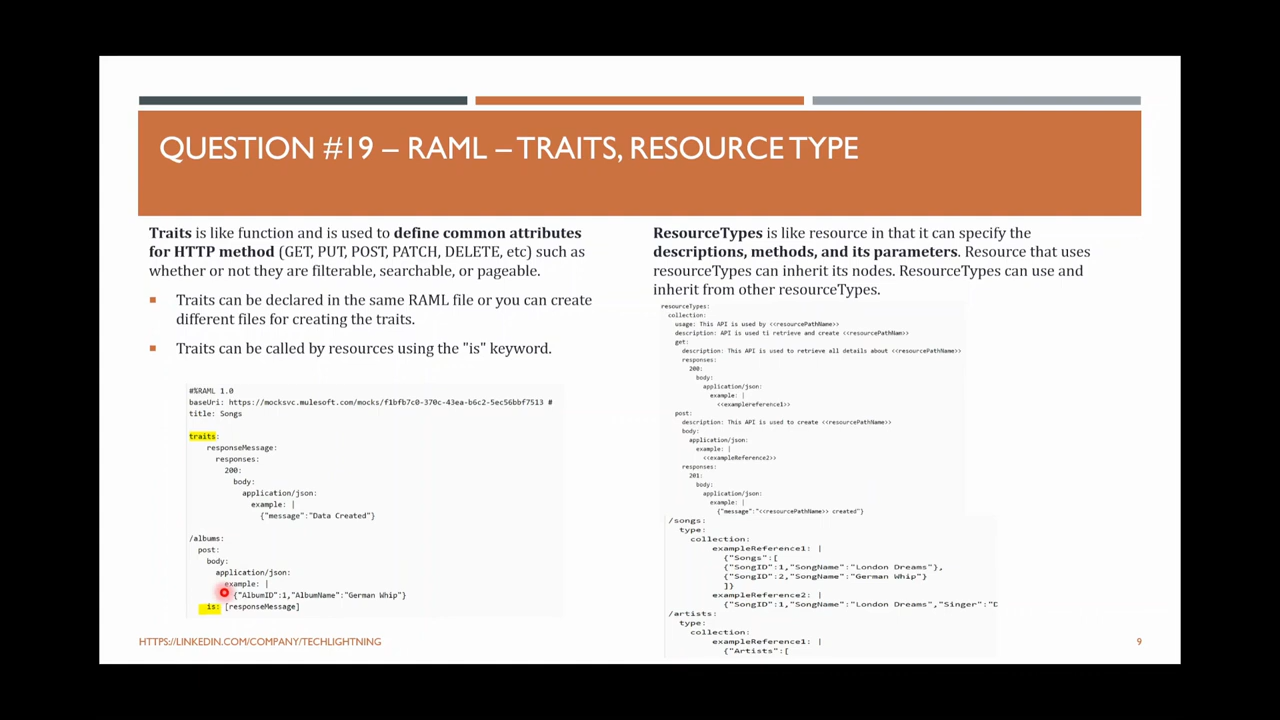 QUESTION #19 – RAML – TRAITS, RESOURCE TYPE
Traits is like function and is used to define common attributes
for HTTP method (GET, PUT, POST, PATCH, DELETE, etc) such as
whether or not they are filterable, searchable, or pageable.
Traits can be declared in the same RAML file or you can create
different files for creating the traits.
Traits can be called by resources using the "is" keyword.
#%RAML 1.0
baseUri: https://mocksvc.mulesoft.com/mocks/f1bfb7c0-370c-43ea-b6c2-5ec56bbf7513 #
title: Songs
traits:
responseMessage:
responses:
200:
body:
application/json:
example: |
{"message":"Data Created"}
/albums:
post:
body:
application/json:
example: |
{"AlbumID":1,"AlbumName":"German Whip"}
is: [responseMessage]
ResourceTypes is like resource in that it can specify the
descriptions, methods, and its parameters. Resource that uses
resourceTypes can inherit its nodes. ResourceTypes can use and
inherit from other resourceTypes.
resourceTypes:
collection:
usage: This API is used by <<resourcePathName>>
description: API is used ti retrieve and create <<resourcePathNam>>
get:
description: This API is used to retrieve all details about <<resourcePathName>>
responses:
200:
body:
application/json:
example: |
<<examplereference1>>
post:
description: This API is used to create <<resourcePathName>>
body:
application/json:
example: |
<<exampleReference2>>
responses:
201:
body:
application/json:
example: |
{"message":"<<resourcePathName>> created"}
/songs:
type:
collection:
exampleReference1: |
{"Songs":[
{"SongID":1,"SongName":"London Dreams"},
{"SongID":2,"SongName":"German Whip"}
]}
exampleReference2: |
{"SongID":1,"SongName":"London Dreams","Singer":"D
/artists:
type:
collection:
exampleReference1: |
{"Artists":[
HTTPS://LINKEDIN.COM/COMPANY/TECHLIGHTNING
9